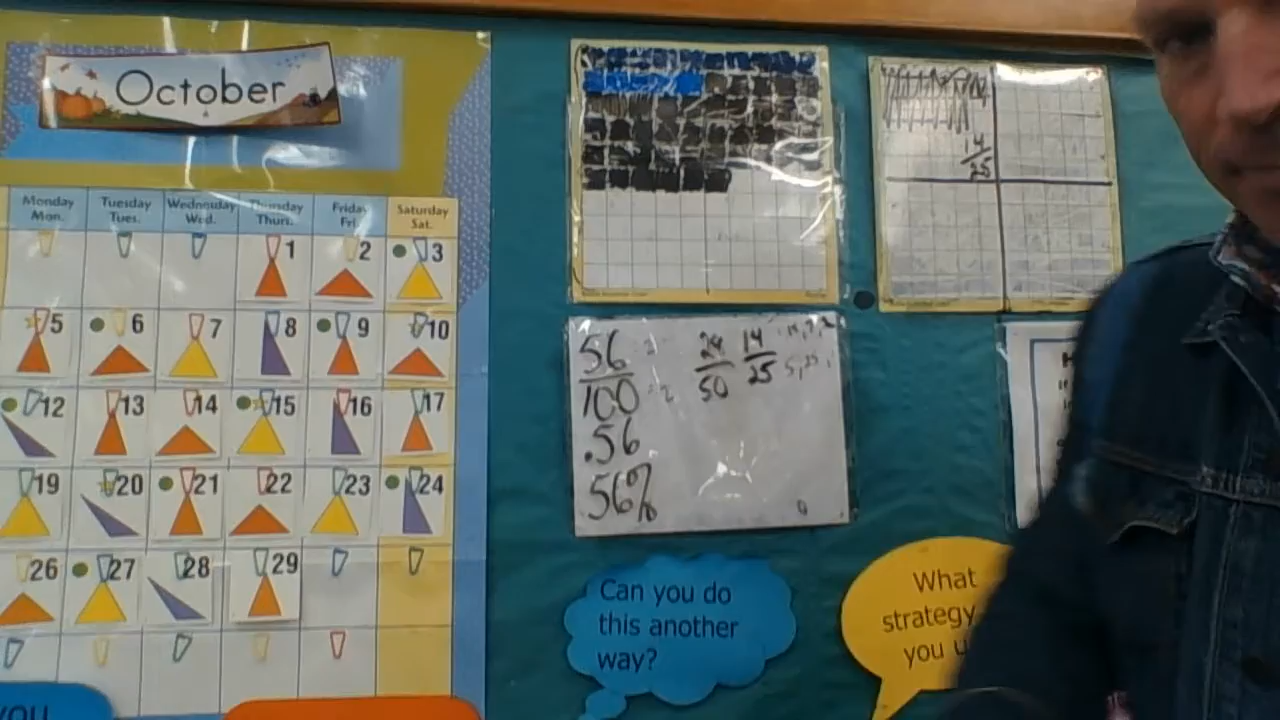 October
Monday Tuesday Wednesday Thursday Friday Saturday
Mon. Tues. Wed. Thurs. Fri. Sat.
1 2 3
5 6 7 8 9 10
12 13 14 15 16 17
19 20 21 22 23 24
26 27 28 29
you
14
25
56
100
.56
56%
50
14
25
Can you do
this another
way?
What
strategy
you